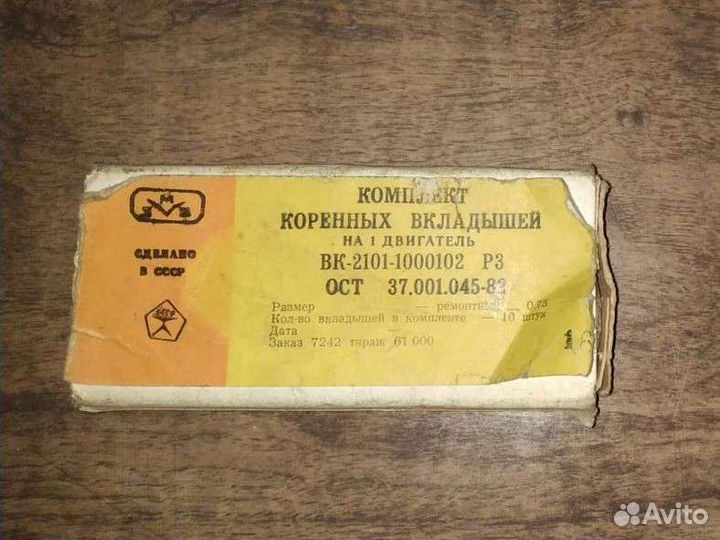 СДЕЛАНО
В СССР
КОМПЛЕКТ
КОРЕННЫХ ВКЛАДЫШЕЙ
НА 1 ДВИГАТЕЛЬ
ВК-2101-1000102 Р3
ОСТ 37.001.045-82
Размер — ремонтный 0,75
Кол-во вкладышей в комплекте — 10 штук
Дата —
Заказ 7242 тираж 61 000
Avito